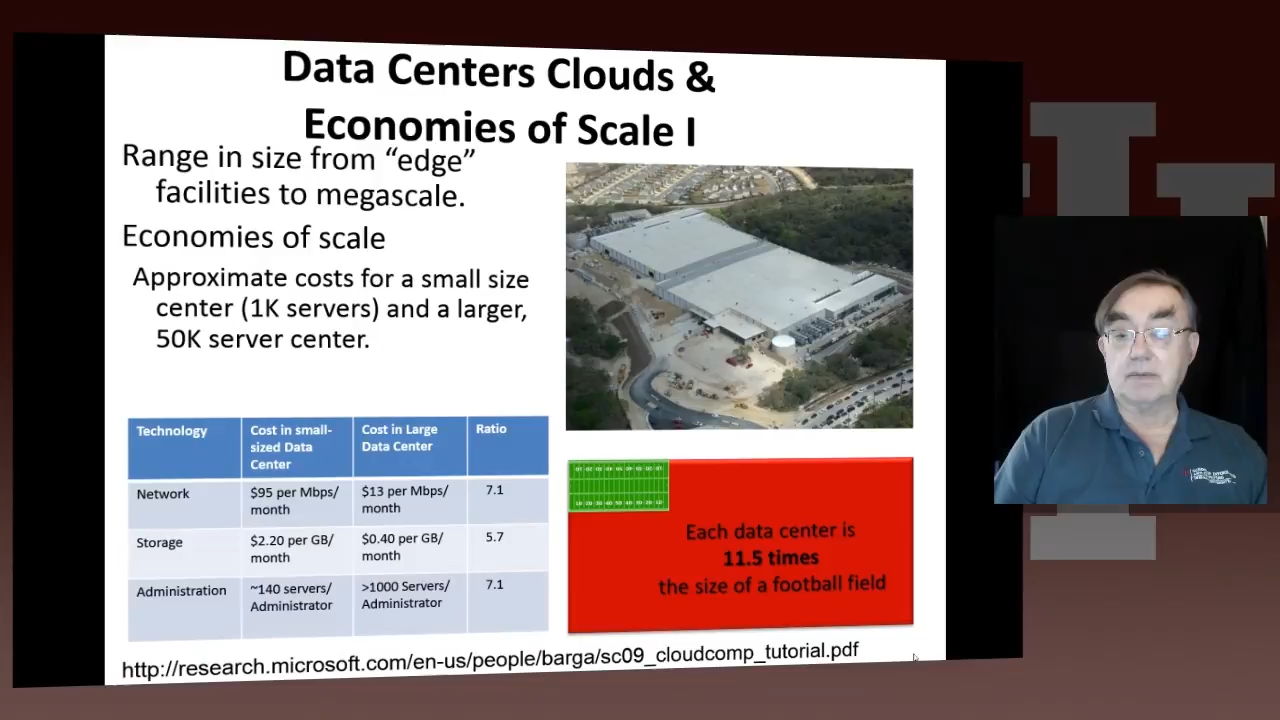 Data Centers Clouds &
Economies of Scale I
Range in size from “edge”
facilities to megascale.
Economies of scale
Approximate costs for a small size
center (1K servers) and a larger,
50K server center.
Technology
Cost in small-
sized Data
Center
Cost in Large
Data Center
Ratio
Network
$95 per Mbps/
month
$13 per Mbps/
month
7.1
Storage
$2.20 per GB/
month
$0.40 per GB/
month
5.7
Administration
~140 servers/
Administrator
>1000 Servers/
Administrator
7.1
Each data center is
11.5 times
the size of a football field
http://research.microsoft.com/en-us/people/barga/sc09_cloudcomp_tutorial.pdf